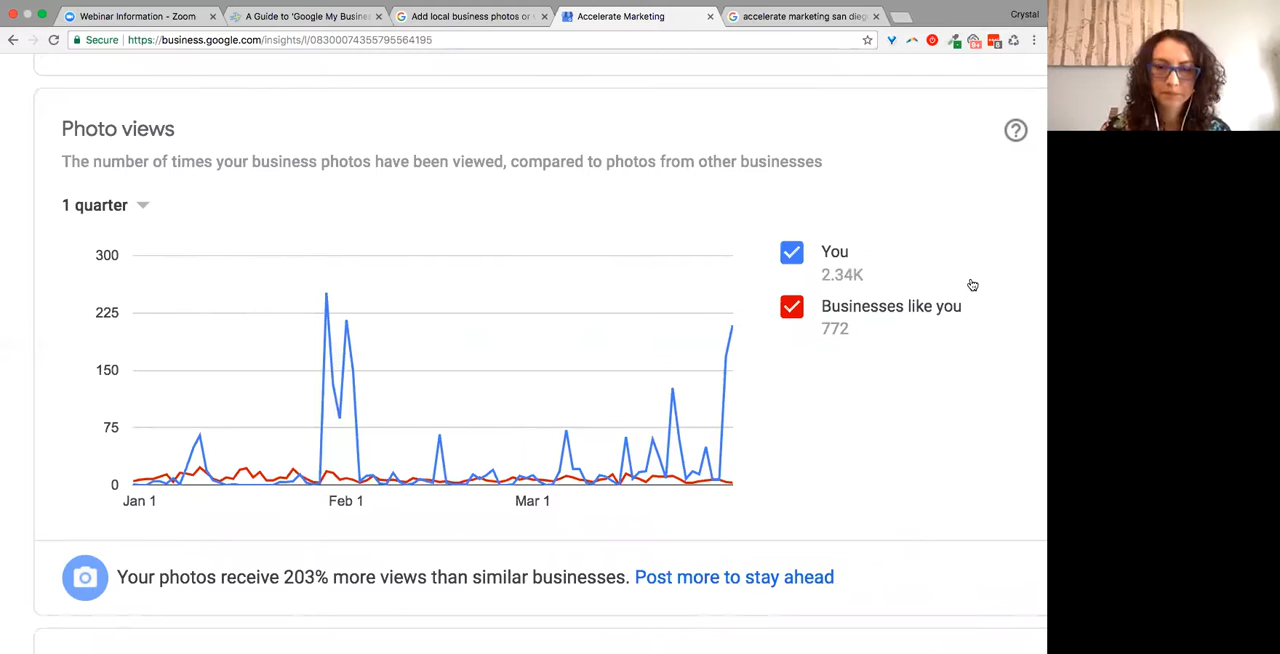 Webinar Information - Zoom
A Guide to 'Google My Busine
Add local business photos or
Accelerate Marketing
accelerate marketing san dieg
Crystal
Secure
https://business.google.com/insights/l/08300074355795564195
Photo views
The number of times your business photos have been viewed, compared to photos from other businesses
1 quarter
300
225
150
75
0
Jan 1
Feb 1
Mar 1
You
2.34K
Businesses like you
772
Your photos receive 203% more views than similar businesses. Post more to stay ahead